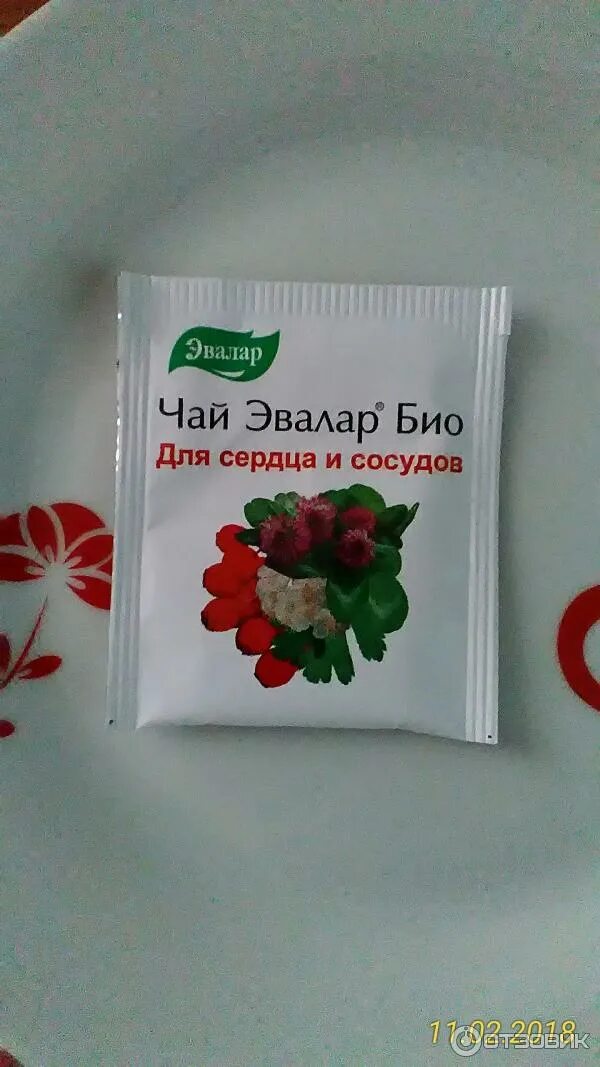 Эвалар
Чай Эвалар® Био
Для сердца и сосудов
11.02.2018
ОТЗОВИК